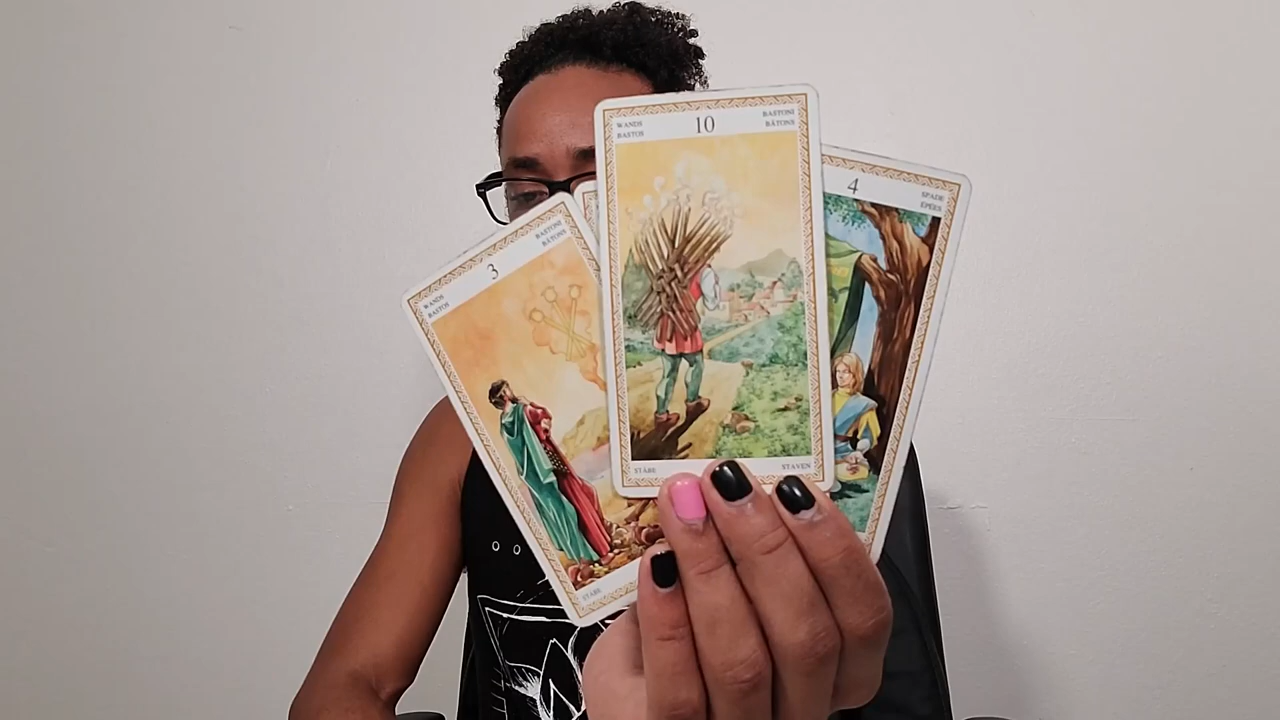 WANDS
BASTOS
10
BASTONI
BÂTONS
STÄBE
STAVEN
WANDS
BASTOS
3
BASTONI
BÂTONS
STÄBE
4
SPADE
ÉPÉES